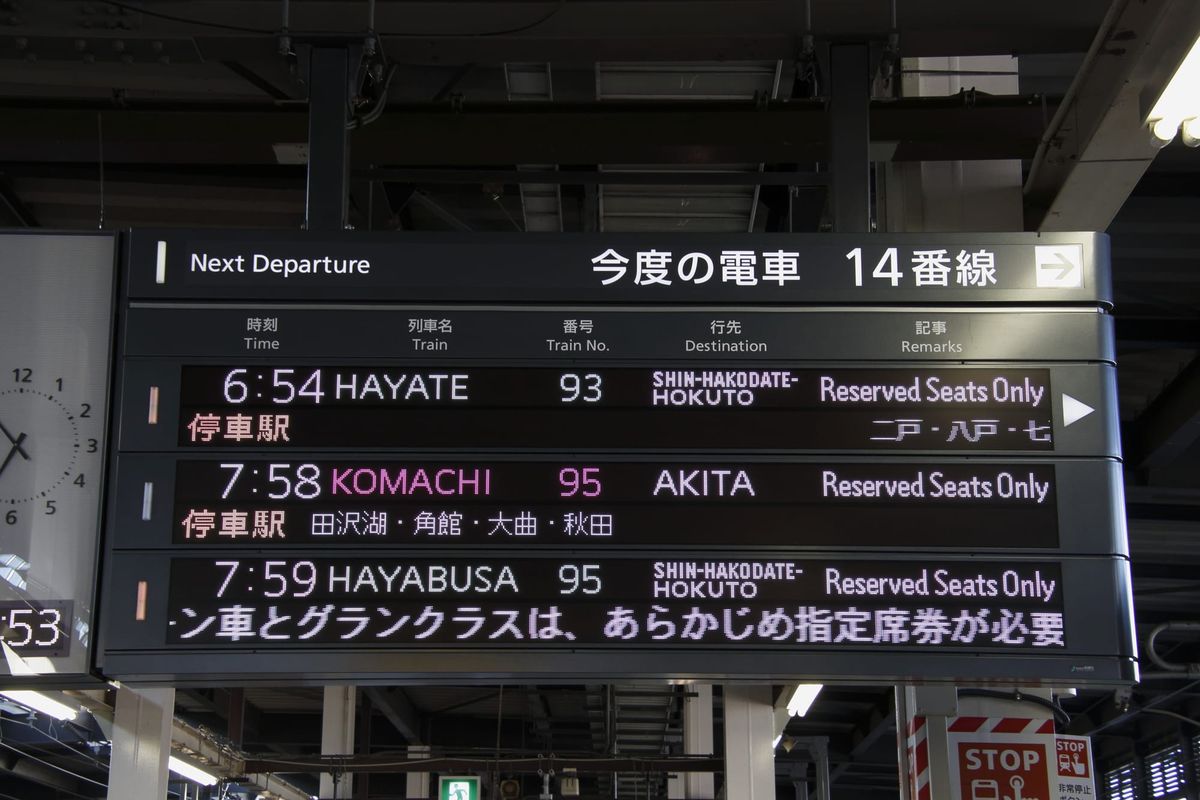 Next Departure 今度の電車 14番線
時刻 列車名 番号 行先 記事
Time Train Train No. Destination Remarks
6:54 HAYATE 93 SHIN-HAKODATE-HOKUTO Reserved Seats Only
停車駅 二戸・八戸・七
7:58 KOMACHI 95 AKITA Reserved Seats Only
停車駅 田沢湖・角館・大曲・秋田
7:59 HAYABUSA 95 SHIN-HAKODATE-HOKUTO Reserved Seats Only
ン車とグランクラスは、あらかじめ指定席券が必要
12
1
2
3
4
5
6
:53
STOP
STOP
非常停止